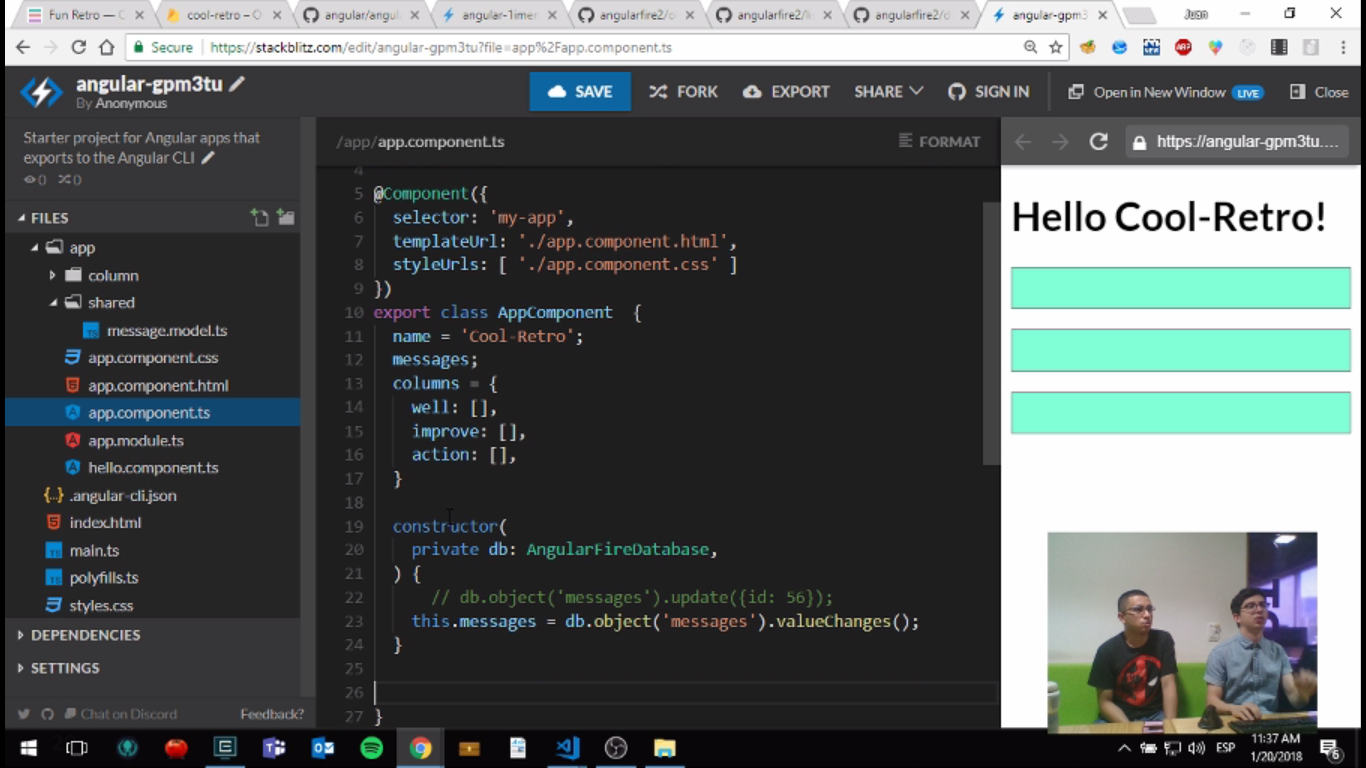 Fun Retro — C
cool-retro – O
angular/angul
angular-1imer
angularfire2/
angularfire2/
angularfire2/
angular-gpm3
Juan
Secure
https://stackblitz.com/edit/angular-gpm3tu?file=app%2Fapp.component.ts
angular-gpm3tu
By Anonymous
SAVE
FORK
EXPORT
SHARE
SIGN IN
Open in New Window
LIVE
Close
Starter project for Angular apps that
exports to the Angular CLI
0
0
FILES
app
column
shared
message.model.ts
app.component.css
app.component.html
app.component.ts
app.module.ts
hello.component.ts
.angular-cli.json
index.html
main.ts
polyfills.ts
styles.css
DEPENDENCIES
SETTINGS
Chat on Discord
Feedback?
/app/app.component.ts
FORMAT
4
5 @Component({
6 selector: 'my-app',
7 templateUrl: './app.component.html',
8 styleUrls: [ './app.component.css' ]
9 })
10 export class AppComponent {
11 name = 'Cool-Retro';
12 messages;
13 columns = {
14 well: [],
15 improve: [],
16 action: [],
17 }
18
19 constructor(
20 private db: AngularFireDatabase,
21 ) {
22 // db.object('messages').update({id: 56});
23 this.messages = db.object('messages').valueChanges();
24 }
25
26
27 }
https://angular-gpm3tu....
Hello Cool-Retro!
ESP
11:37 AM
1/20/2018
6